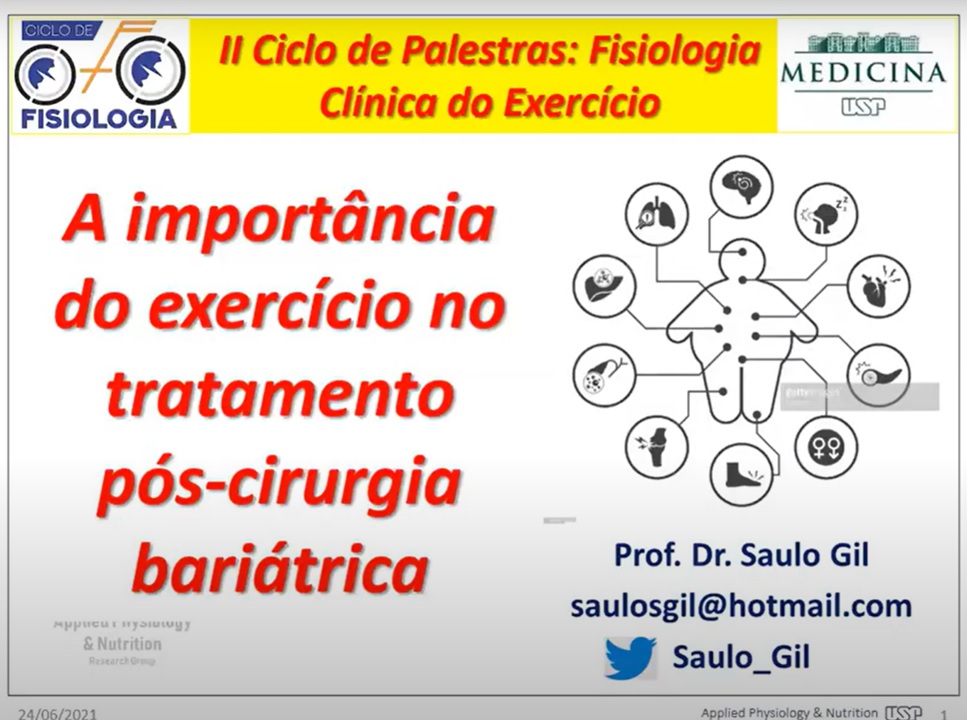 CICLO DE
FISIOLOGIA
II Ciclo de Palestras: Fisiologia
Clínica do Exercício
MEDICINA
USP
A importância
do exercício no
tratamento
pós-cirurgia
bariátrica
Prof. Dr. Saulo Gil
saulosgil@hotmail.com
Saulo_Gil
Applied Physiology
& Nutrition
Research Group
24/06/2021
Applied Physiology & Nutrition USP 1